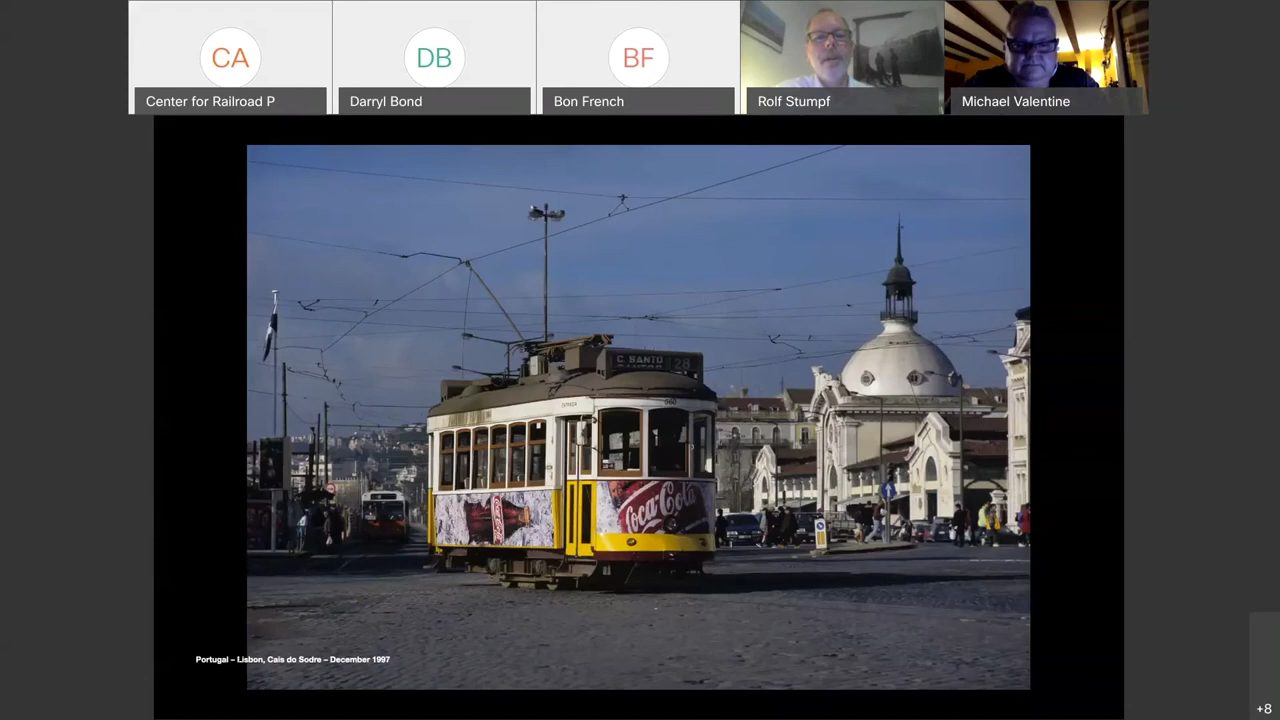 CA
DB
BF
Center for Railroad P
Darryl Bond
Bon French
Rolf Stumpf
Michael Valentine
C. SANTO
28
560
Coca-Cola
Portugal – Lisbon, Cais do Sodre – December 1997
+8